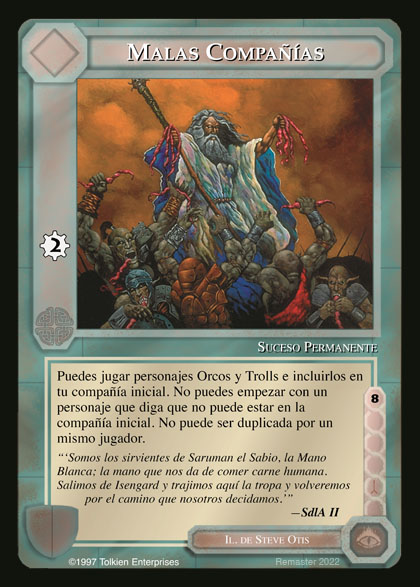 Malas Compañías
2
Suceso Permanente
Puedes jugar personajes Orcos y Trolls e incluirlos en
tu compañía inicial. No puedes empezar con un
personaje que diga que no puede estar en la
compañía inicial. No puede ser duplicada por un
mismo jugador.
8
“‘Somos los sirvientes de Saruman el Sabio, la Mano
Blanca; la mano que nos da de comer carne humana.
Salimos de Isengard y trajimos aquí la tropa y volveremos
por el camino que nosotros decidamos.’”
–SdlA II
Il. de Steve Otis
©1997 Tolkien Enterprises
Remaster 2022